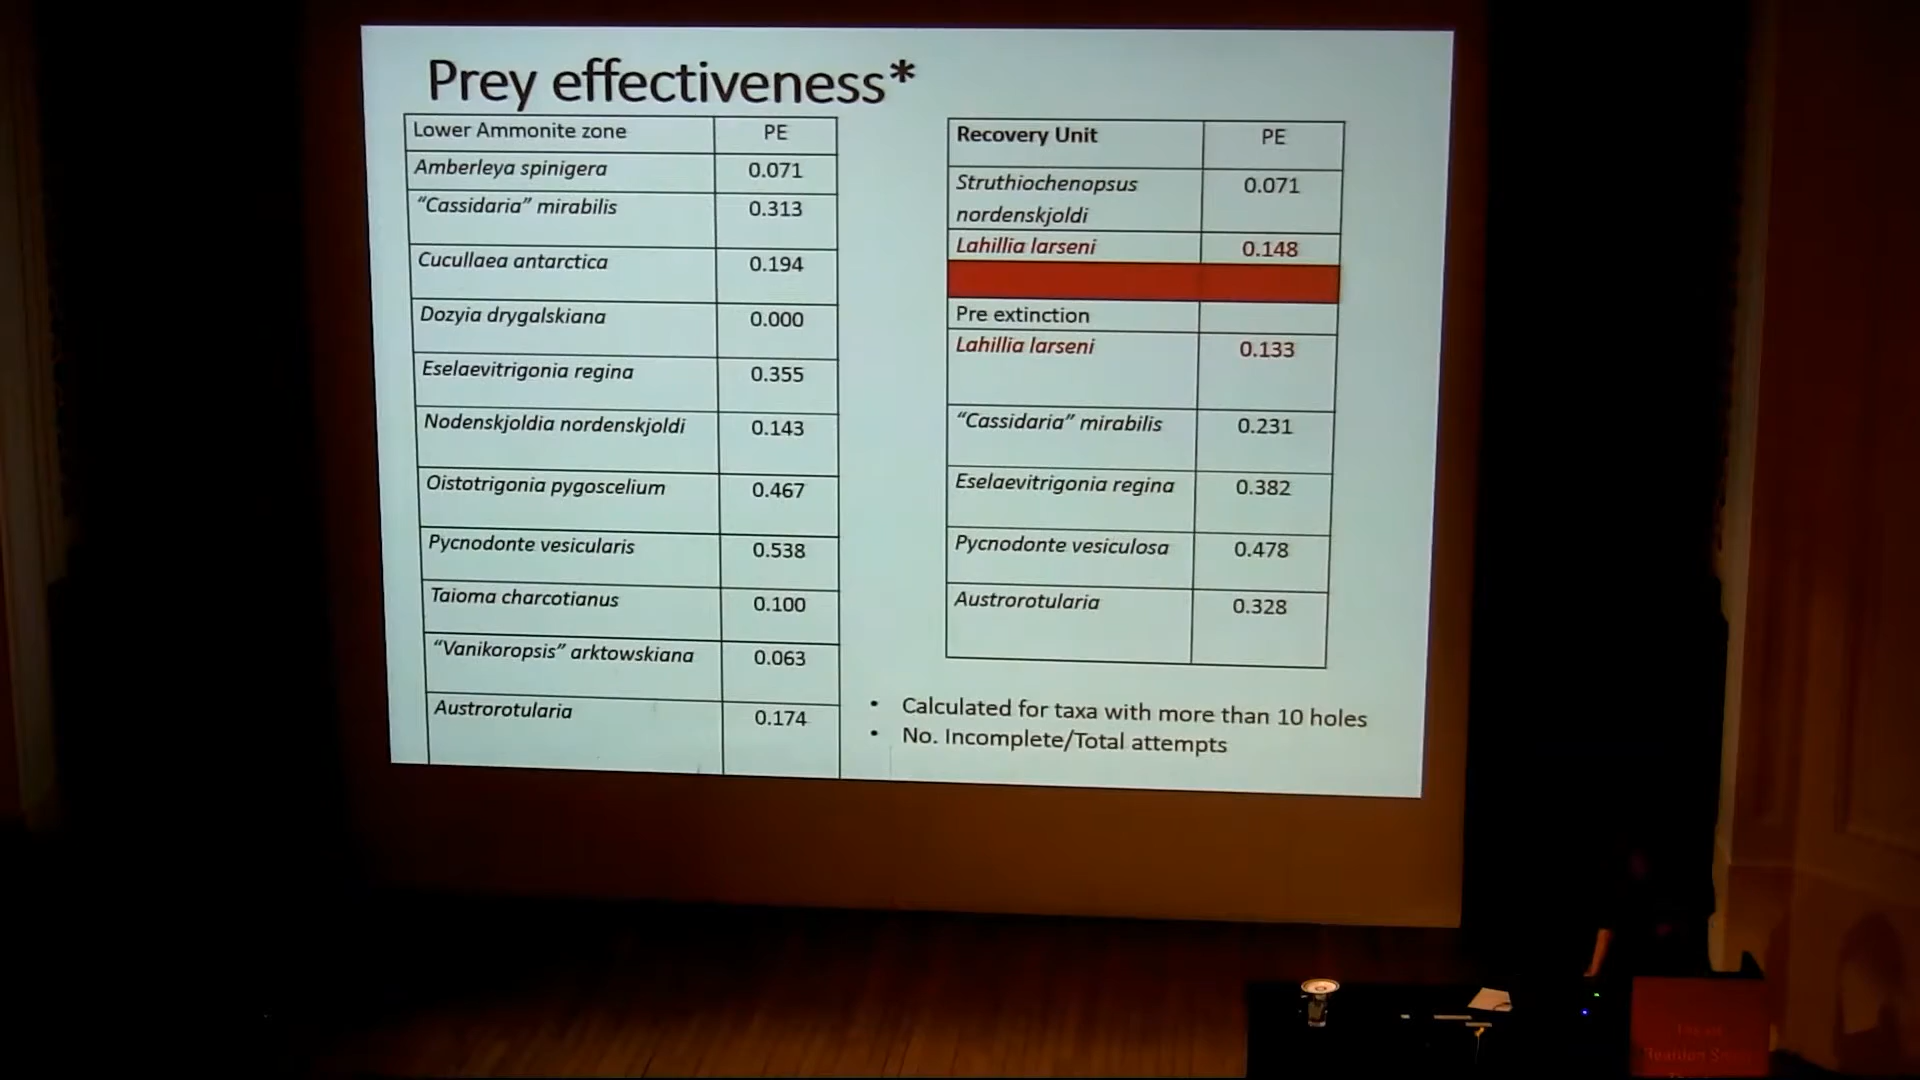 Prey effectiveness*
Lower Ammonite zone PE
Amberleya spinigera 0.071
“Cassidaria” mirabilis 0.313
Cucullaea antarctica 0.194
Dozyia drygalskiana 0.000
Eselaevitrigonia regina 0.355
Nodenskjoldia nordenskjoldi 0.143
Oistotrigonia pygoscelium 0.467
Pycnodonte vesicularis 0.538
Taioma charcotianus 0.100
“Vanikoropsis” arktowskiana 0.063
Austrorotularia 0.174
Recovery Unit PE
Struthiochenopsus 0.071
nordenskjoldi
Lahillia larseni 0.148
Pre extinction
Lahillia larseni 0.133
“Cassidaria” mirabilis 0.231
Eselaevitrigonia regina 0.382
Pycnodonte vesiculosa 0.478
Austrorotularia 0.328
• Calculated for taxa with more than 10 holes
• No. Incomplete/Total attempts